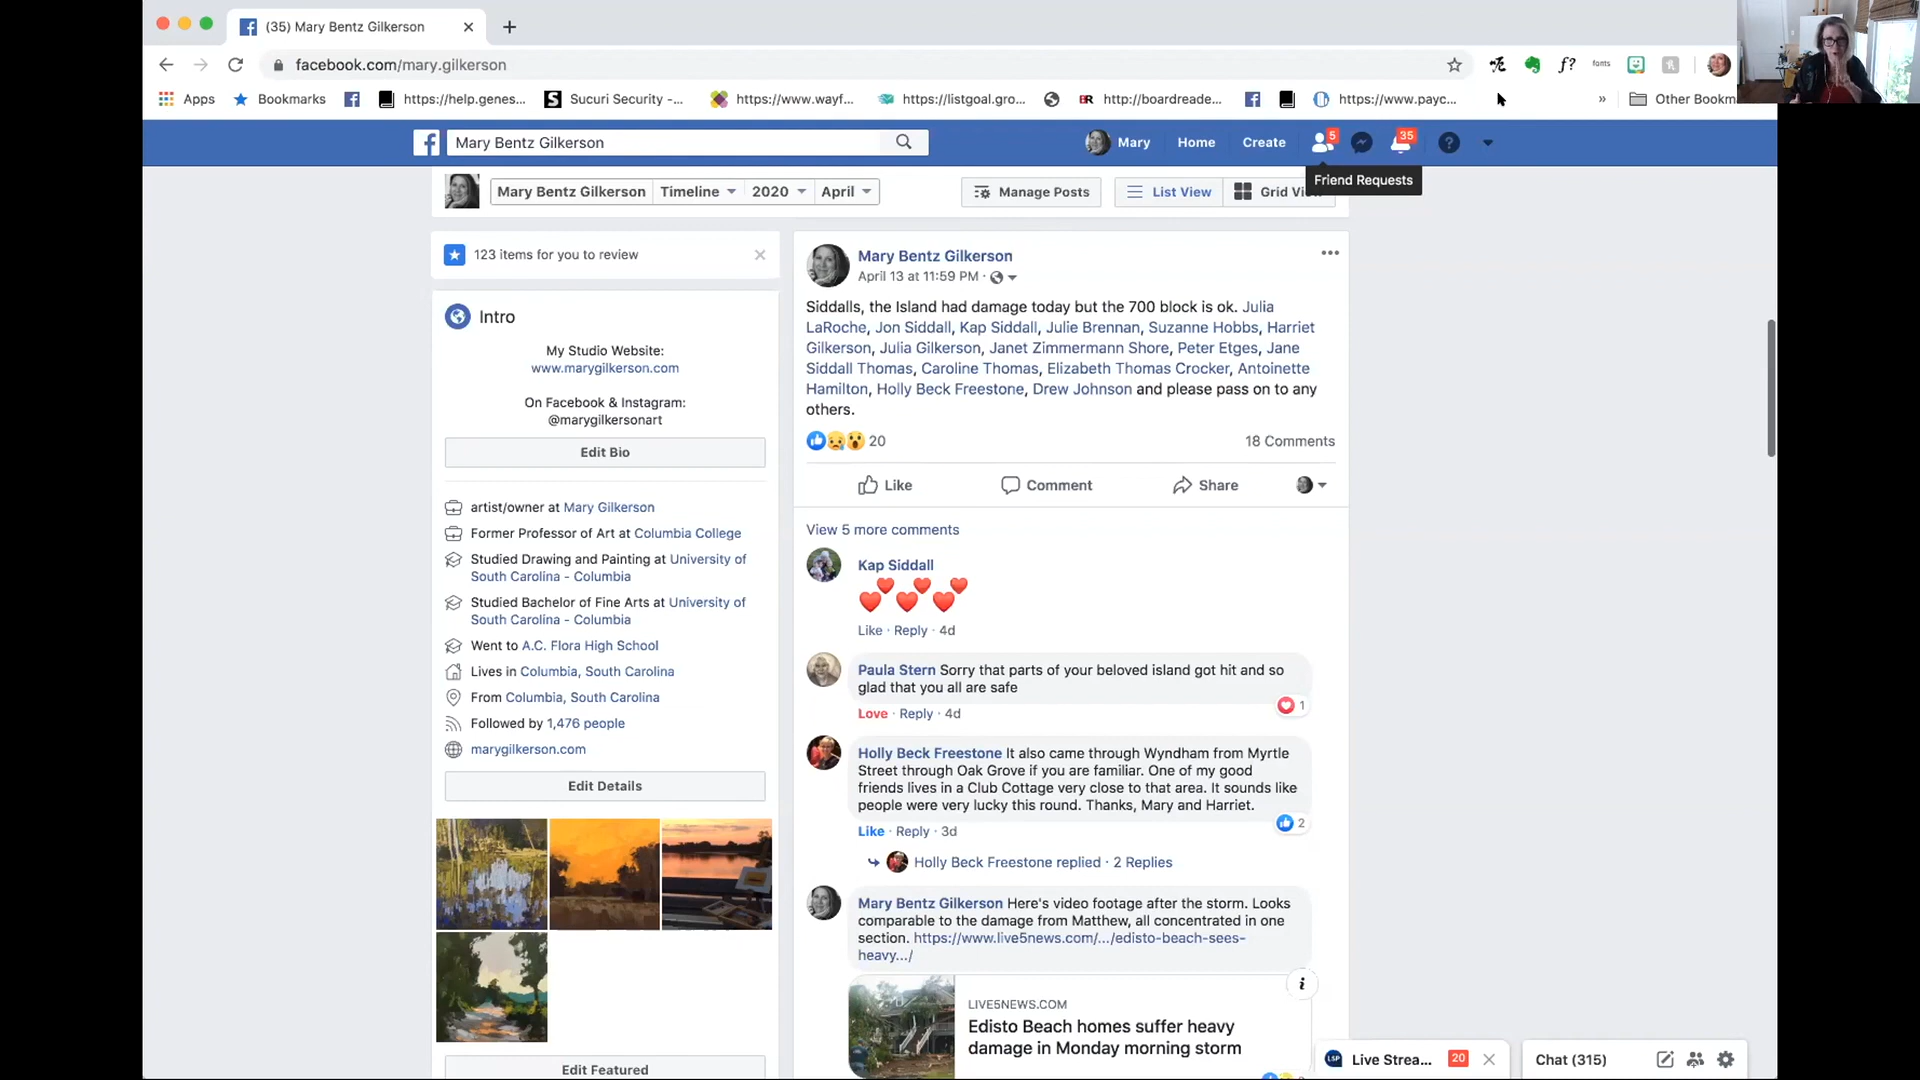 (35) Mary Bentz Gilkerson
facebook.com/mary.gilkerson
f?
fonts
Apps
Bookmarks
https://help.genes...
Sucuri Security -...
https://www.wayf...
https://listgoal.gro...
BR
http://boardreade...
https://www.payc...
»
Other Bookm
Mary Bentz Gilkerson
Mary
Home
Create
5
35
Friend Requests
Mary Bentz Gilkerson
Timeline
2020
April
Manage Posts
List View
Grid Vi
123 items for you to review
Intro
My Studio Website:
www.marygilkerson.com
On Facebook & Instagram:
@marygilkersonart
Edit Bio
artist/owner at Mary Gilkerson
Former Professor of Art at Columbia College
Studied Drawing and Painting at University of
South Carolina - Columbia
Studied Bachelor of Fine Arts at University of
South Carolina - Columbia
Went to A.C. Flora High School
Lives in Columbia, South Carolina
From Columbia, South Carolina
Followed by 1,476 people
marygilkerson.com
Edit Details
Edit Featured
Mary Bentz Gilkerson
April 13 at 11:59 PM ·
Siddalls, the Island had damage today but the 700 block is ok. Julia
LaRoche, Jon Siddall, Kap Siddall, Julie Brennan, Suzanne Hobbs, Harriet
Gilkerson, Julia Gilkerson, Janet Zimmermann Shore, Peter Etges, Jane
Siddall Thomas, Caroline Thomas, Elizabeth Thomas Crocker, Antoinette
Hamilton, Holly Beck Freestone, Drew Johnson and please pass on to any
others.
20
18 Comments
Like
Comment
Share
View 5 more comments
Kap Siddall
Like · Reply · 4d
Paula Stern Sorry that parts of your beloved island got hit and so
glad that you all are safe
1
Love · Reply · 4d
Holly Beck Freestone It also came through Wyndham from Myrtle
Street through Oak Grove if you are familiar. One of my good
friends lives in a Club Cottage very close to that area. It sounds like
people were very lucky this round. Thanks, Mary and Harriet.
2
Like · Reply · 3d
Holly Beck Freestone replied · 2 Replies
Mary Bentz Gilkerson Here's video footage after the storm. Looks
comparable to the damage from Matthew, all concentrated in one
section. https://www.live5news.com/.../edisto-beach-sees-
heavy.../
LIVE5NEWS.COM
Edisto Beach homes suffer heavy
damage in Monday morning storm
LSP
Live Strea...
20
Chat (315)